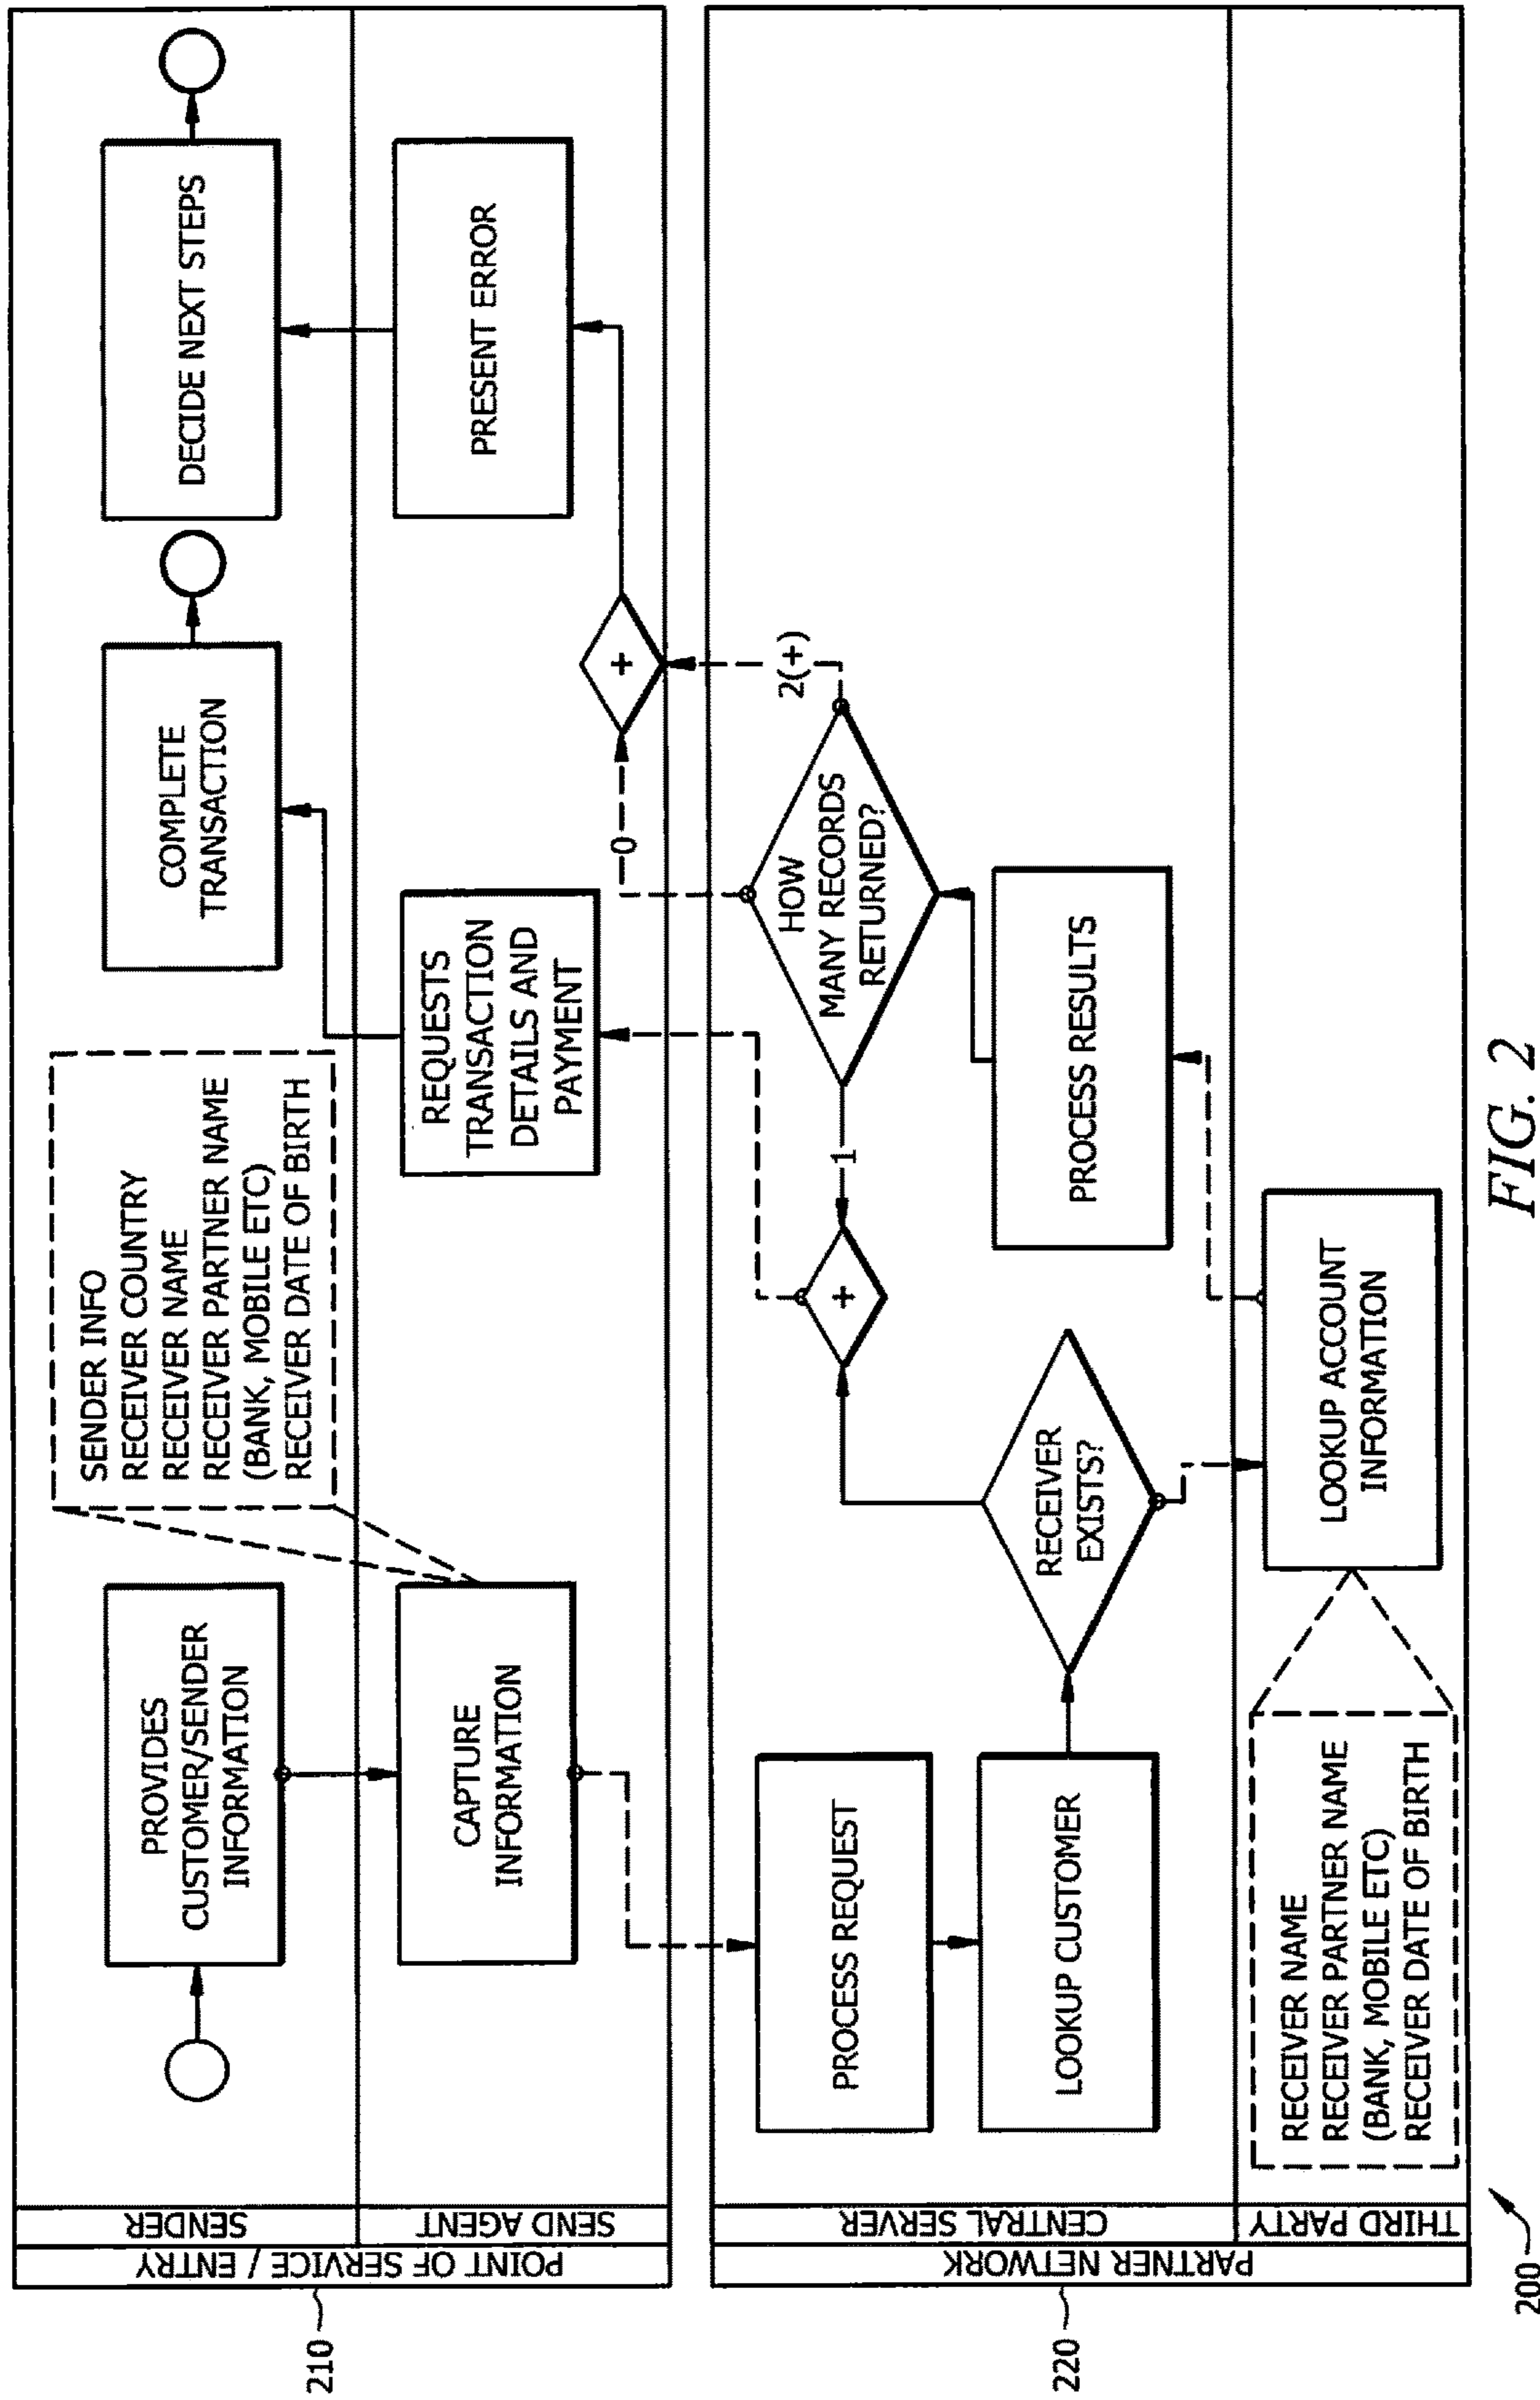 POINT OF SERVICE / ENTRY
SENDER
SEND AGENT
210
PROVIDES
CUSTOMER/SENDER
INFORMATION
CAPTURE
INFORMATION
SENDER INFO
RECEIVER COUNTRY
RECEIVER NAME
RECEIVER PARTNER NAME
(BANK, MOBILE ETC)
RECEIVER DATE OF BIRTH
REQUESTS
TRANSACTION
DETAILS AND
PAYMENT
COMPLETE
TRANSACTION
0
+
PRESENT ERROR
DECIDE NEXT STEPS
PARTNER NETWORK
CENTRAL SERVER
THIRD PARTY
220
PROCESS REQUEST
LOOKUP CUSTOMER
RECEIVER
EXISTS?
+
1
HOW
MANY RECORDS
RETURNED?
2(+)
PROCESS RESULTS
RECEIVER NAME
RECEIVER PARTNER NAME
(BANK, MOBILE ETC)
RECEIVER DATE OF BIRTH
LOOKUP ACCOUNT
INFORMATION
200
FIG. 2